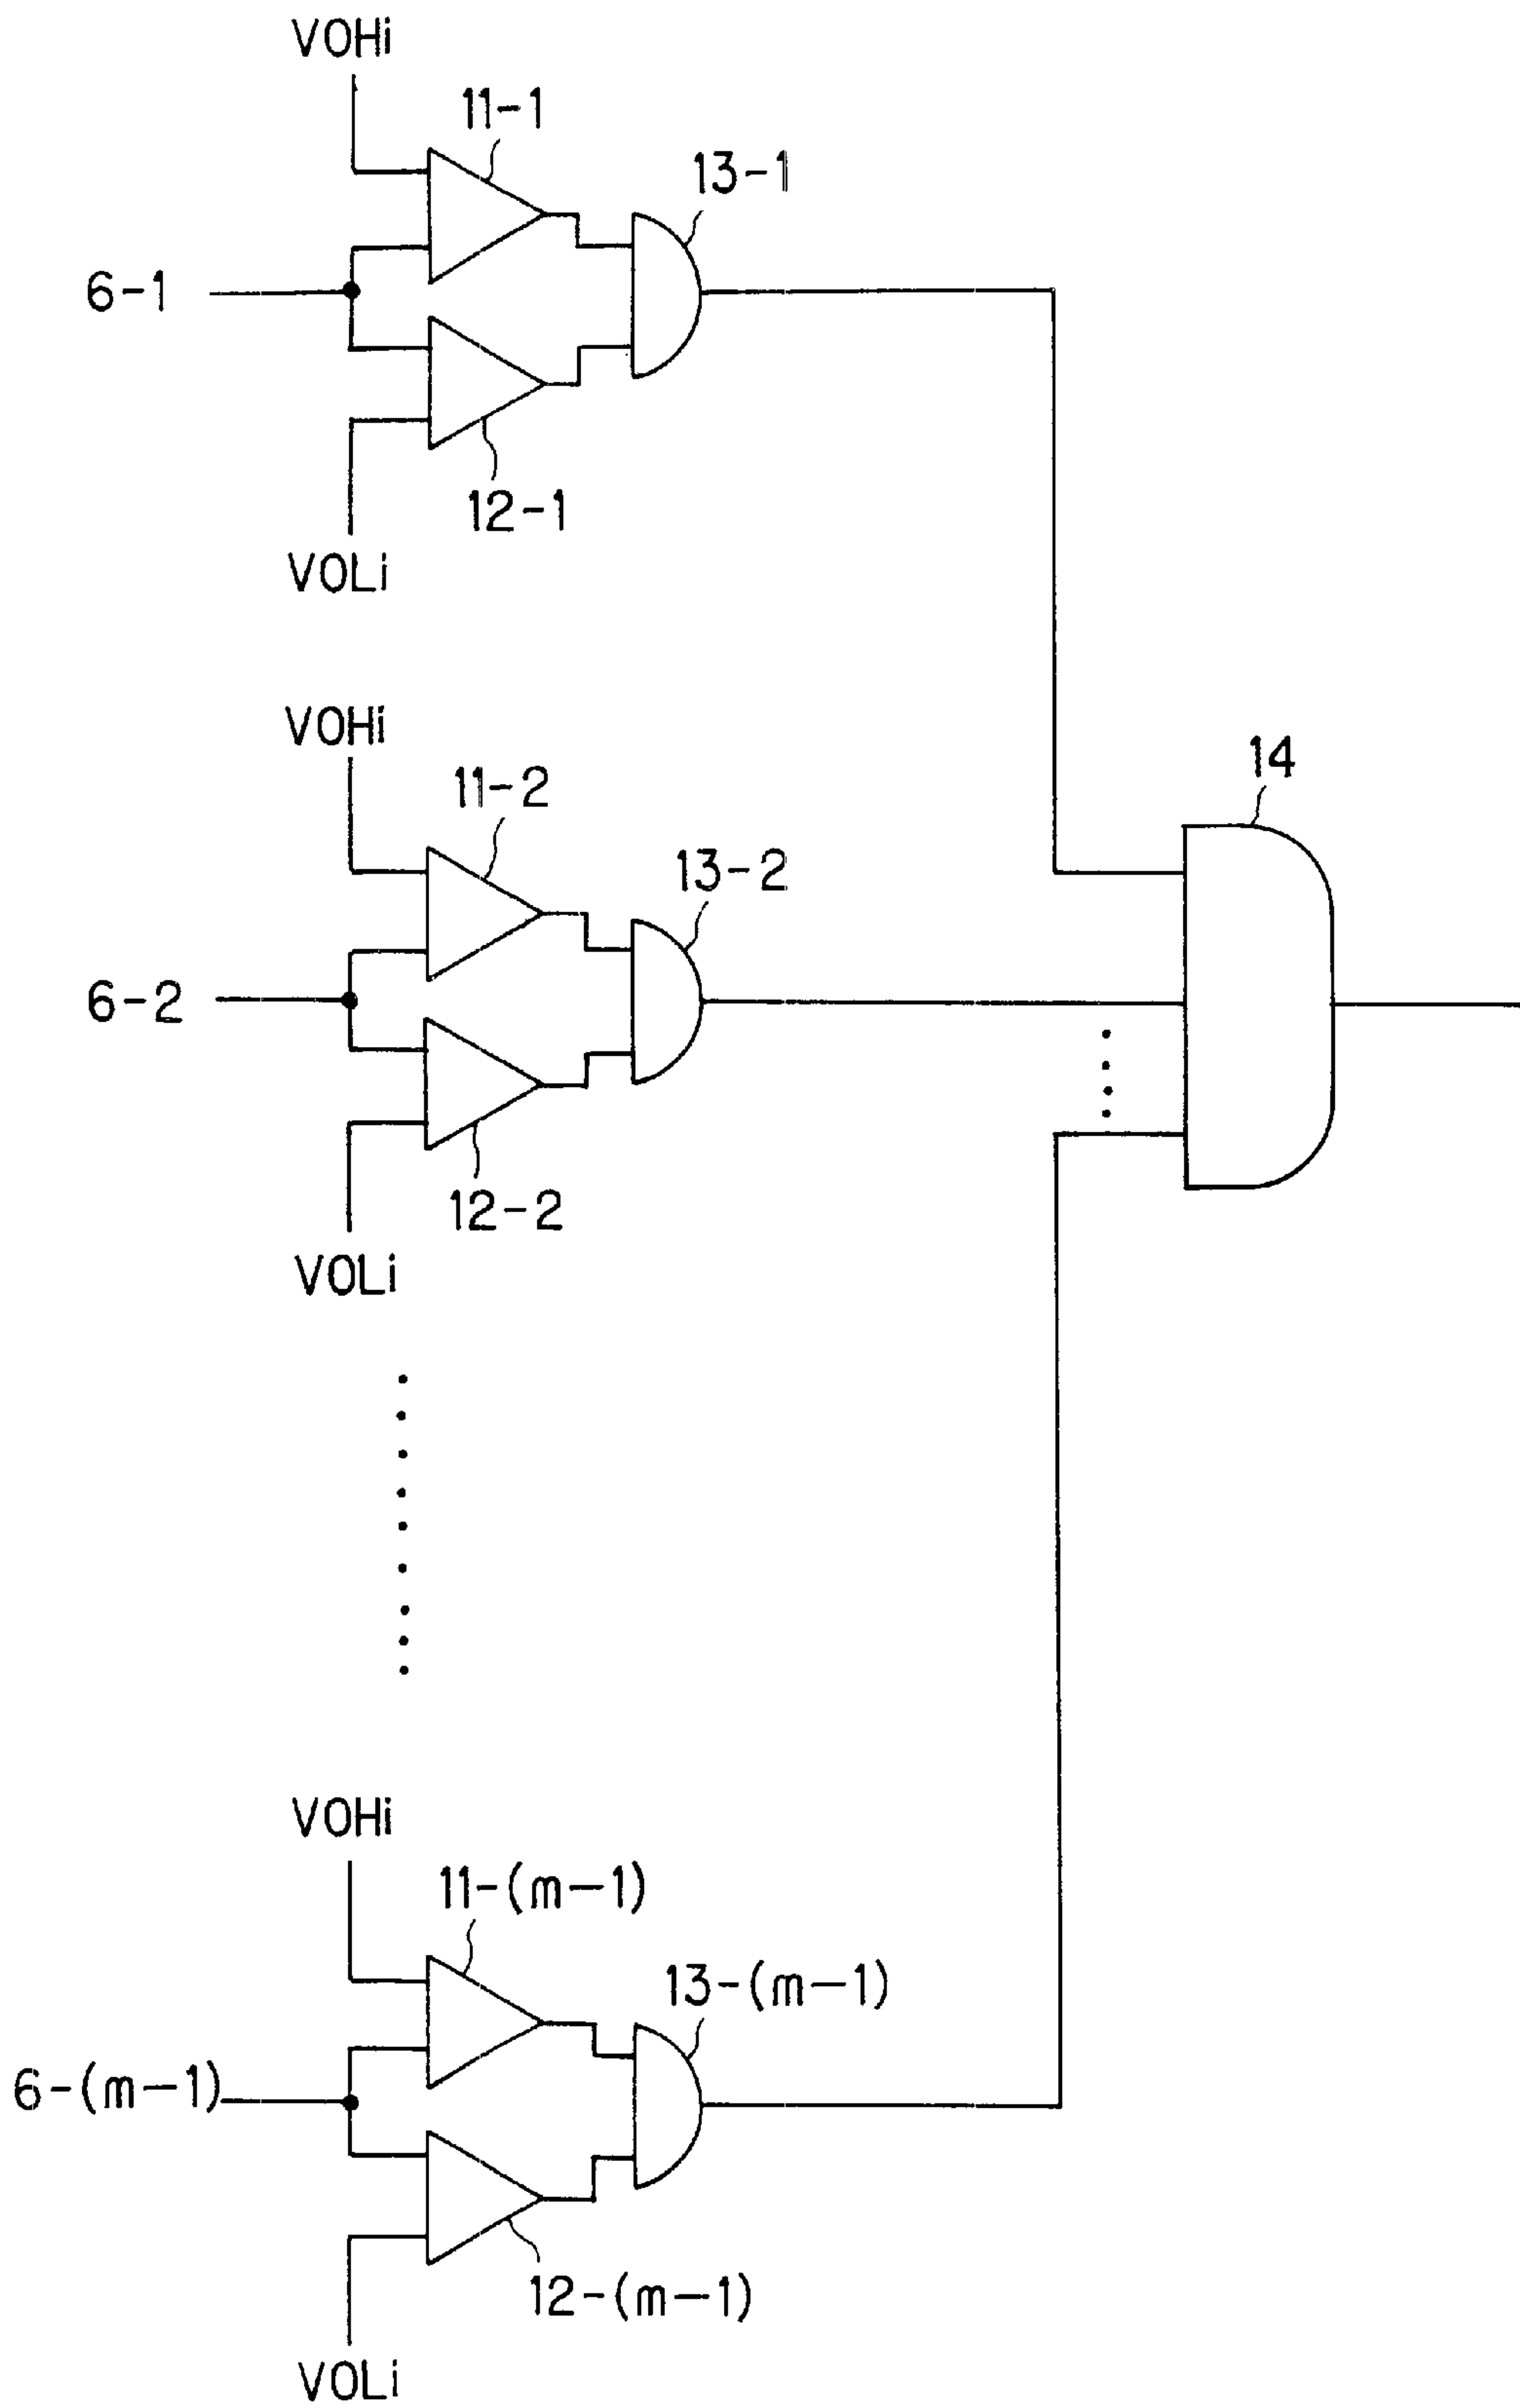 VOHi
11-1
13-1
6-1
12-1
VOLi
VOHi
14
11-2
13-2
6-2
12-2
VOLi
VOHi
11-(m-1)
13-(m-1)
6-(m-1)
12-(m-1)
VOLi